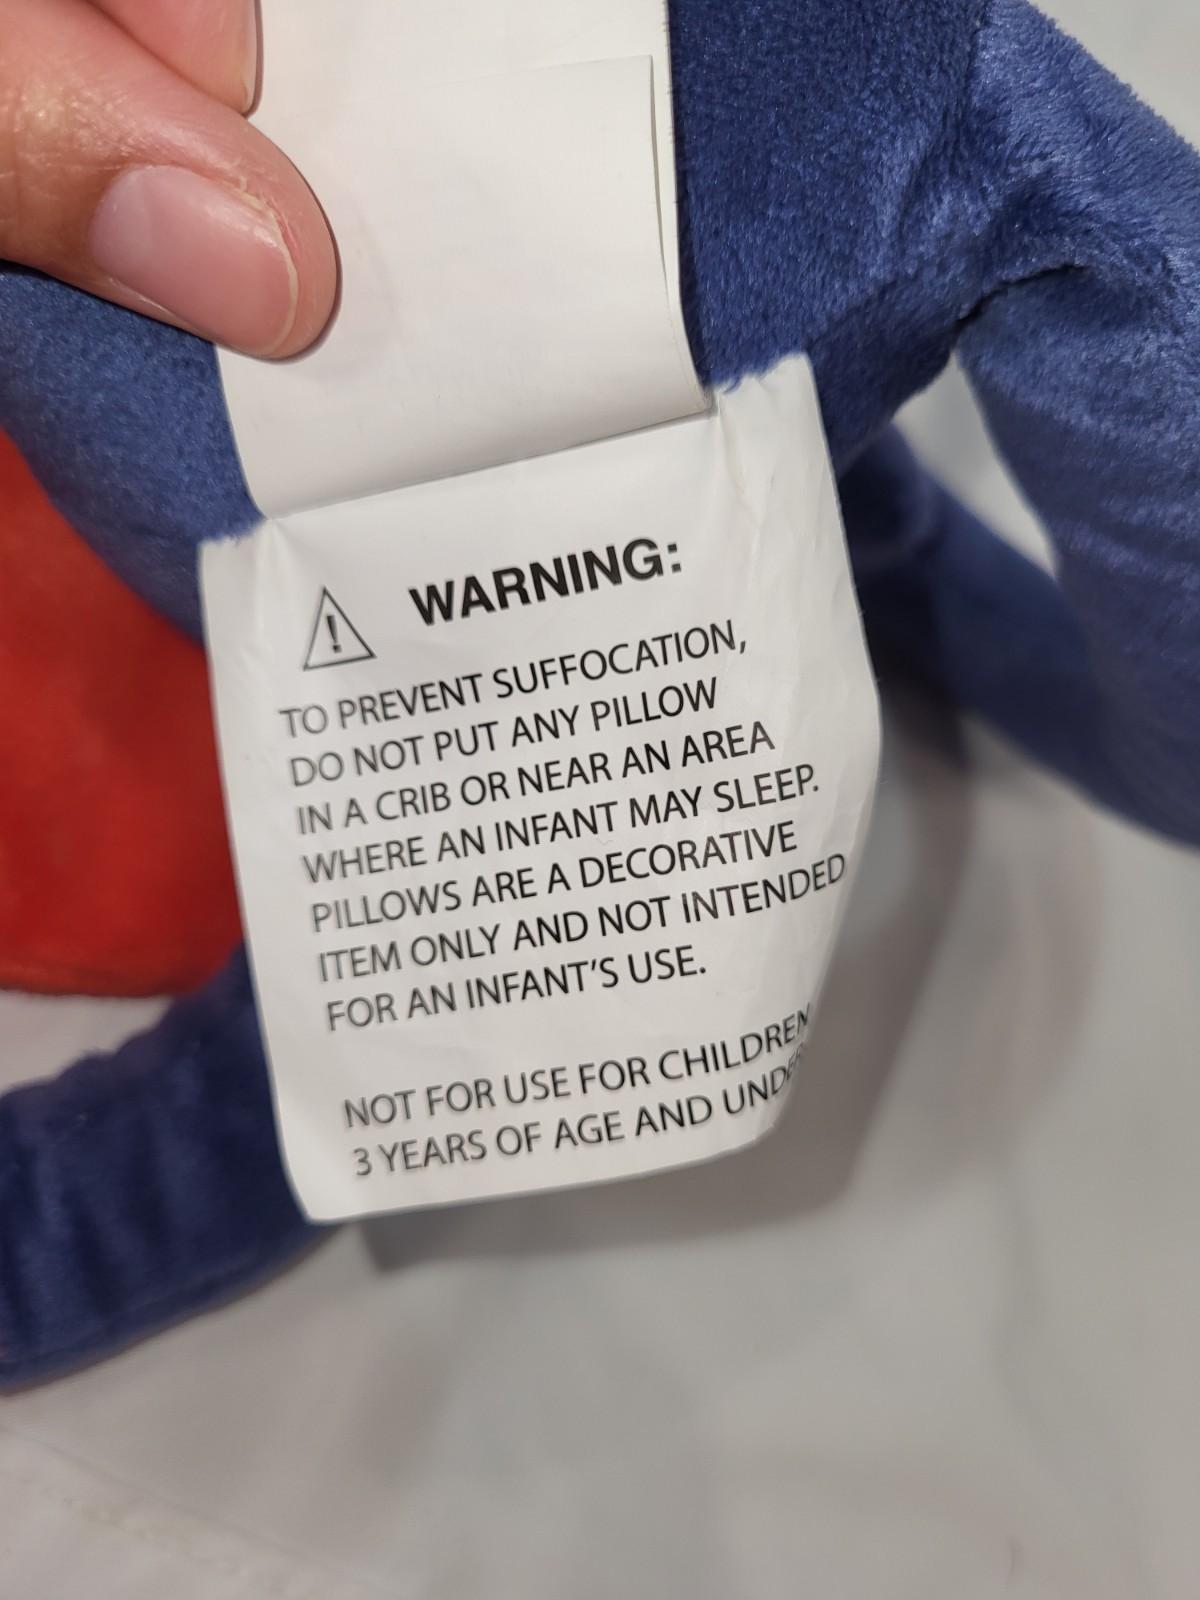 WARNING:
TO PREVENT SUFFOCATION,
DO NOT PUT ANY PILLOW
IN A CRIB OR NEAR AN AREA
WHERE AN INFANT MAY SLEEP.
PILLOWS ARE A DECORATIVE
ITEM ONLY AND NOT INTENDED
FOR AN INFANT'S USE.
NOT FOR USE FOR CHILDREN
3 YEARS OF AGE AND UNDER